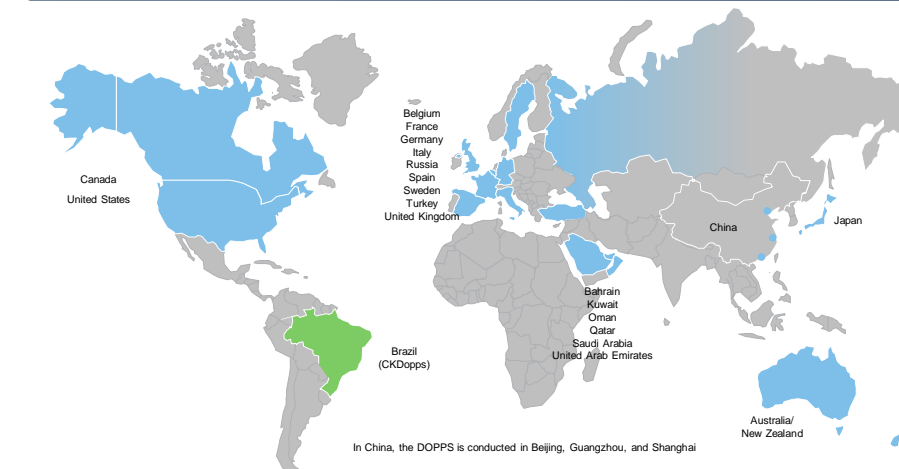 Canada
United States
Belgium
France
Germany
Italy
Russia
Spain
Sweden
Turkey
United Kingdom
China
Japan
Bahrain
Kuwait
Oman
Qatar
Saudi Arabia
United Arab Emirates
Brazil
(CKDopps)
Australia/
New Zealand
In China, the DOPPS is conducted in Beijing, Guangzhou, and Shanghai